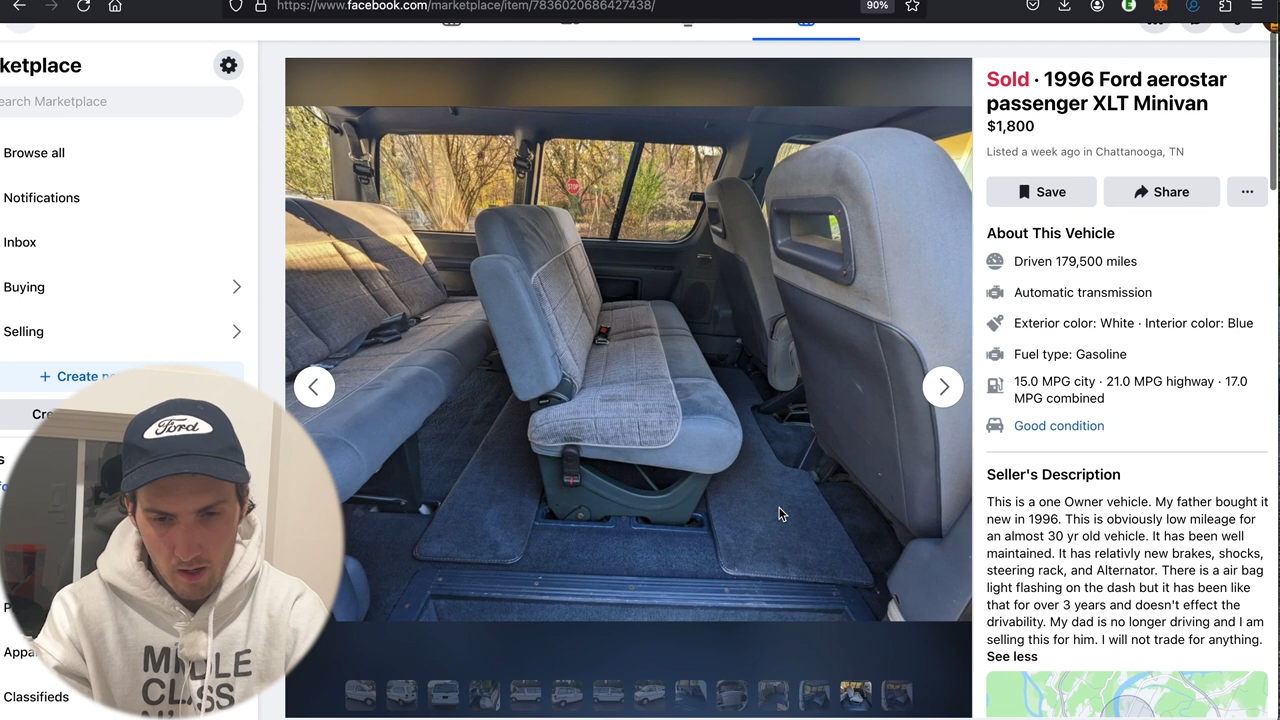 https://www.facebook.com/marketplace/item/7836020686427438/
90%
ketplace
earch Marketplace
Browse all
Notifications
Inbox
Buying
Selling
+ Create
Cre
Appa
Classifieds
Ford
MIDDLE
CLASS
STOP
Sold · 1996 Ford aerostar
passenger XLT Minivan
$1,800
Listed a week ago in Chattanooga, TN
Save
Share
About This Vehicle
Driven 179,500 miles
Automatic transmission
Exterior color: White · Interior color: Blue
Fuel type: Gasoline
15.0 MPG city · 21.0 MPG highway · 17.0
MPG combined
Good condition
Seller's Description
This is a one Owner vehicle. My father bought it
new in 1996. This is obviously low mileage for
an almost 30 yr old vehicle. It has been well
maintained. It has relativly new brakes, shocks,
steering rack, and Alternator. There is a air bag
light flashing on the dash but it has been like
that for over 3 years and doesn't effect the
drivability. My dad is no longer driving and I am
selling this for him. I will not trade for anything.
See less